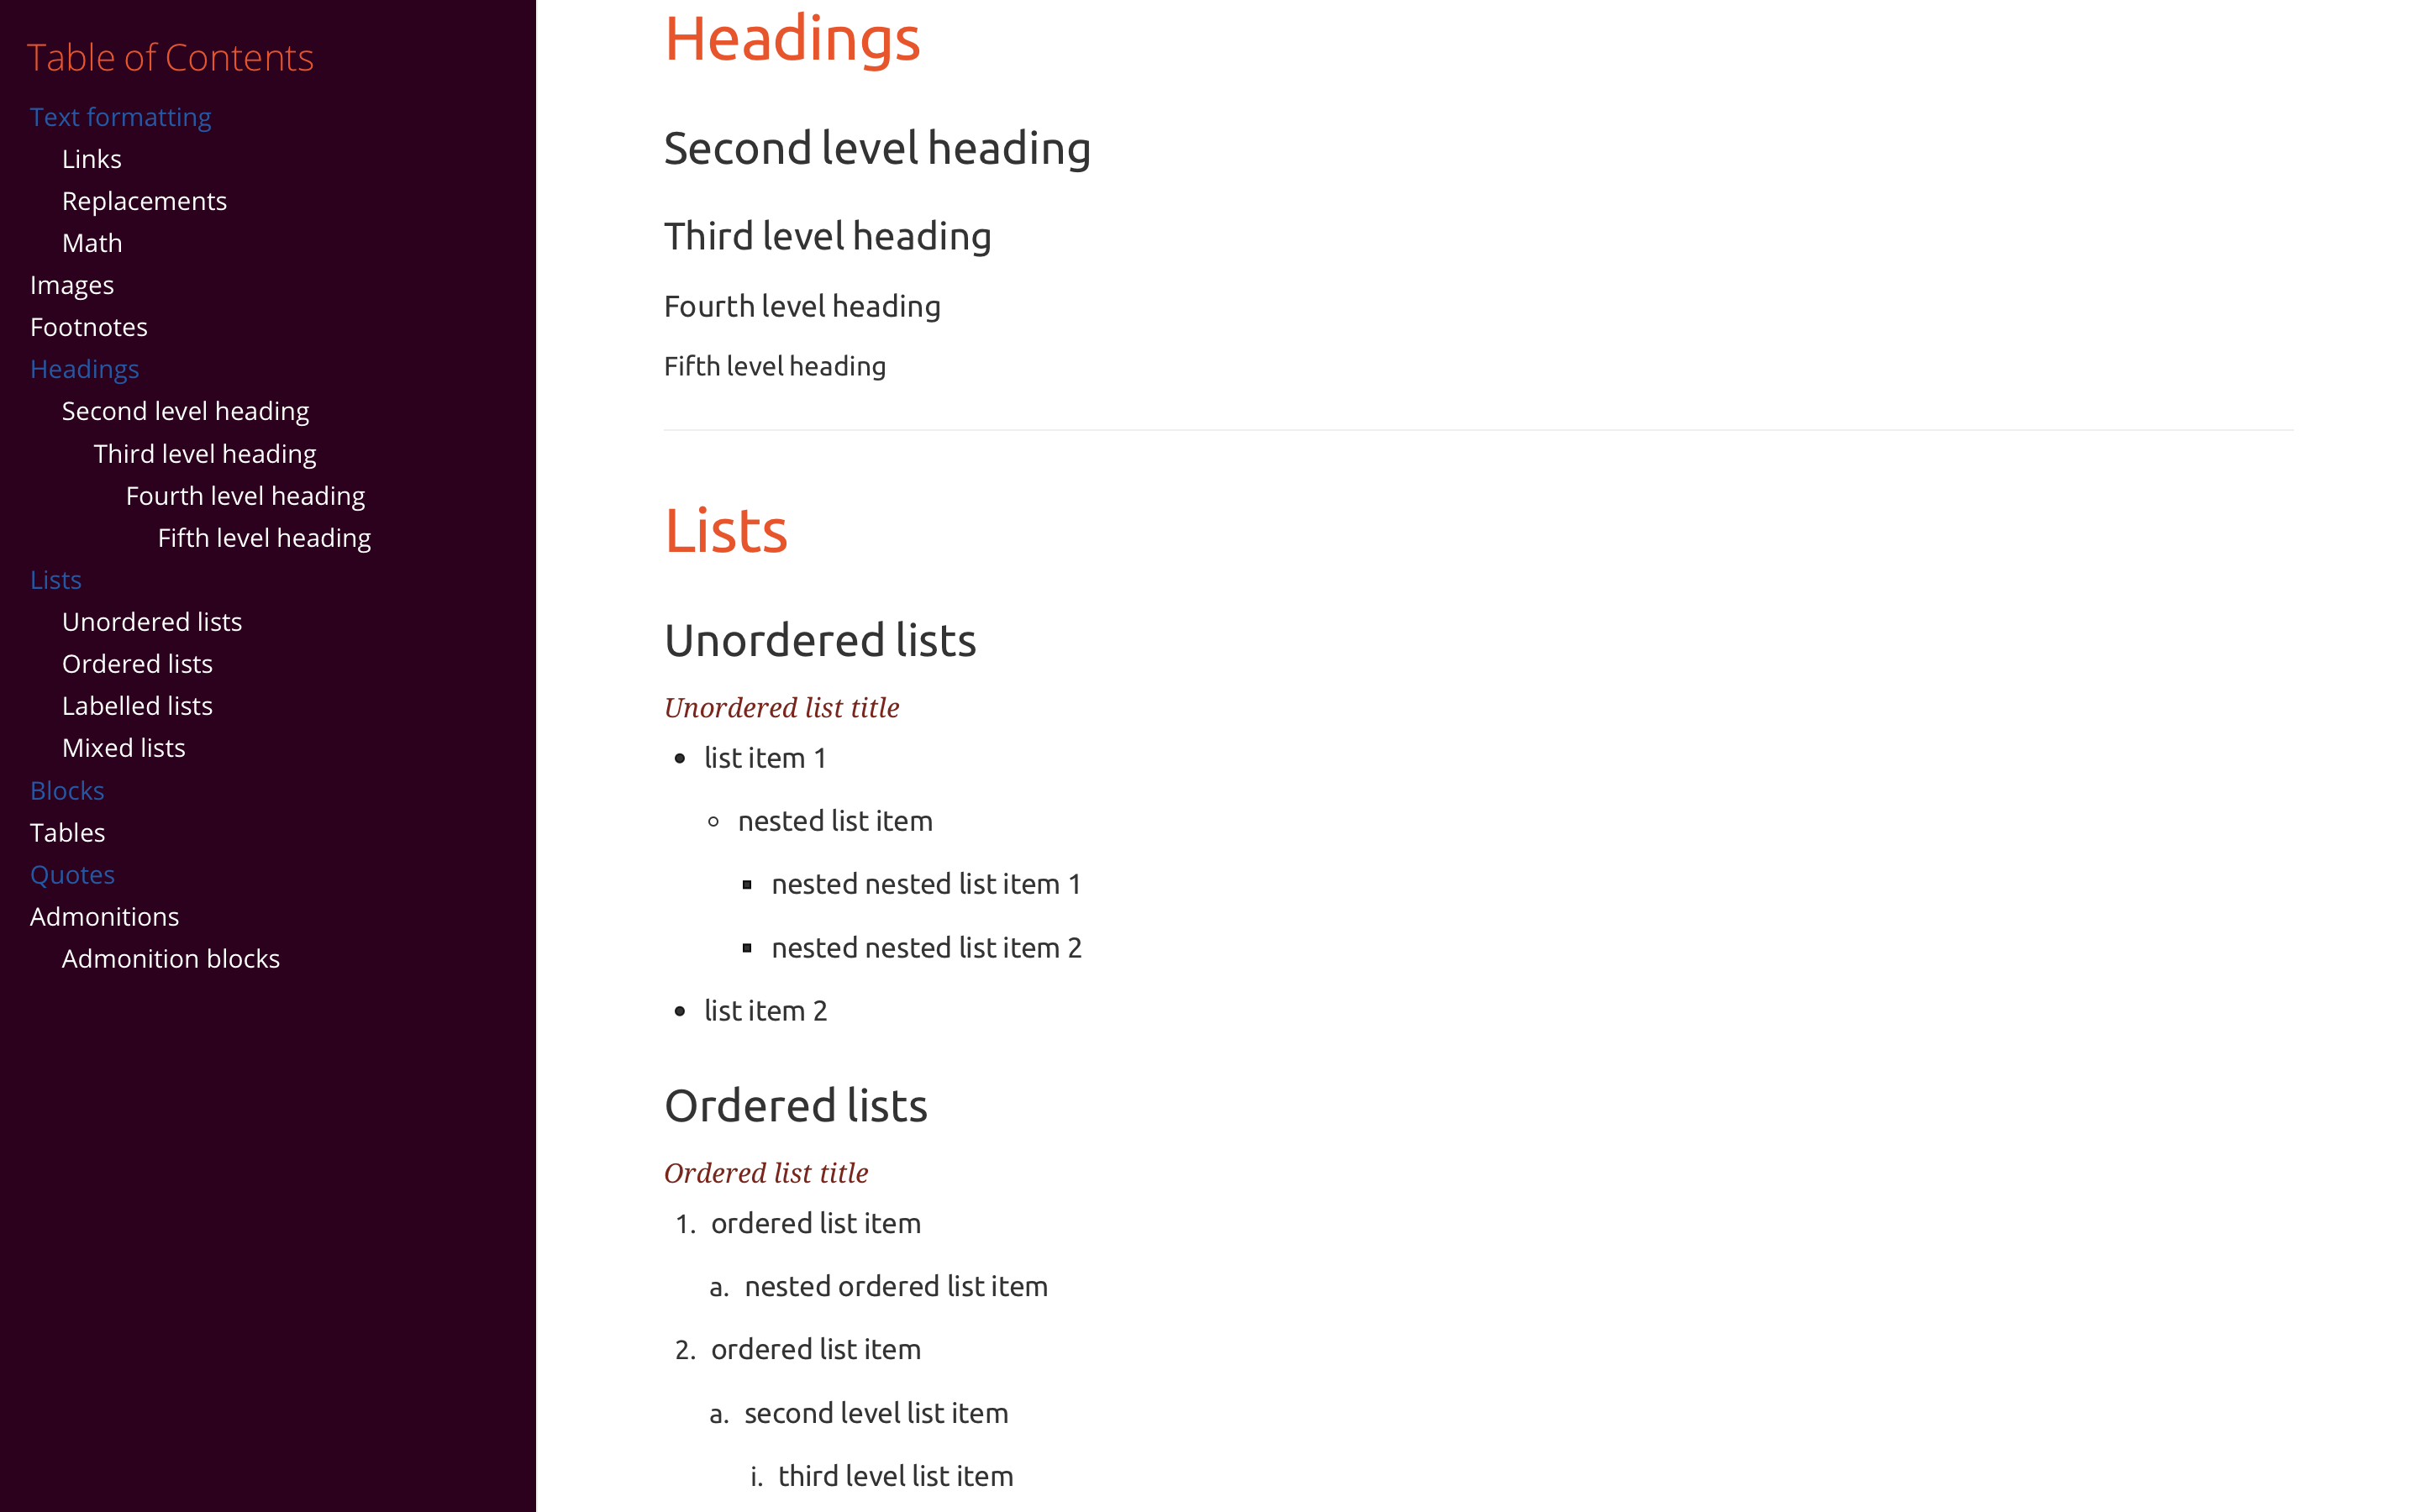 Table of Contents
Text formatting
Links
Replacements
Math
Images
Footnotes
Headings
Second level heading
Third level heading
Fourth level heading
Fifth level heading
Lists
Unordered lists
Ordered lists
Labelled lists
Mixed lists
Blocks
Tables
Quotes
Admonitions
Admonition blocks
Headings
Second level heading
Third level heading
Fourth level heading
Fifth level heading
Lists
Unordered lists
Unordered list title
• list item 1
◦ nested list item
▪ nested nested list item 1
▪ nested nested list item 2
• list item 2
Ordered lists
Ordered list title
1. ordered list item
a. nested ordered list item
2. ordered list item
a. second level list item
i. third level list item